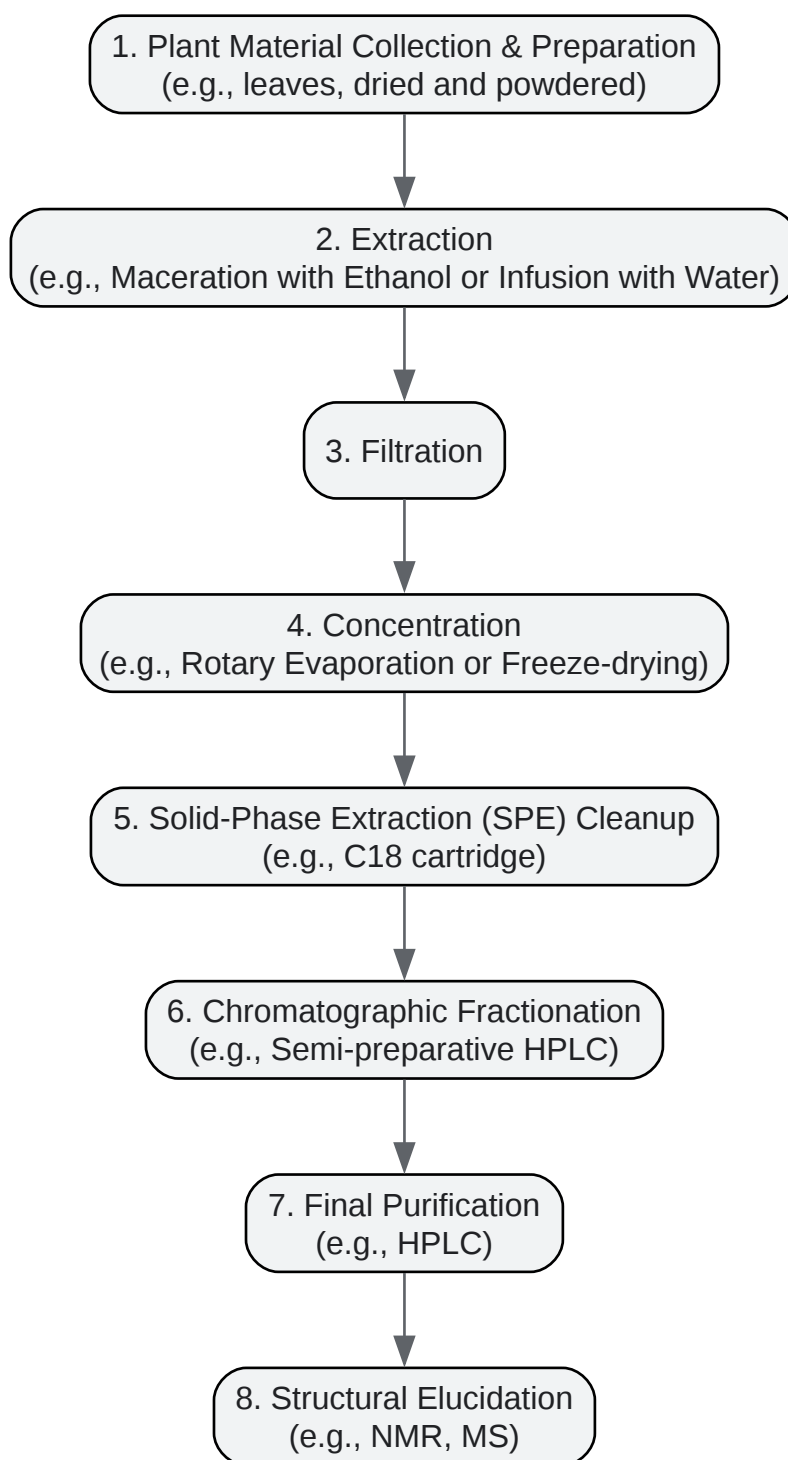 1. Plant Material Collection & Preparation
(e.g., leaves, dried and powdered)
2. Extraction
(e.g., Maceration with Ethanol or Infusion with Water)
3. Filtration
4. Concentration
(e.g., Rotary Evaporation or Freeze-drying)
5. Solid-Phase Extraction (SPE) Cleanup
(e.g., C18 cartridge)
6. Chromatographic Fractionation
(e.g., Semi-preparative HPLC)
7. Final Purification
(e.g., HPLC)
8. Structural Elucidation
(e.g., NMR, MS)